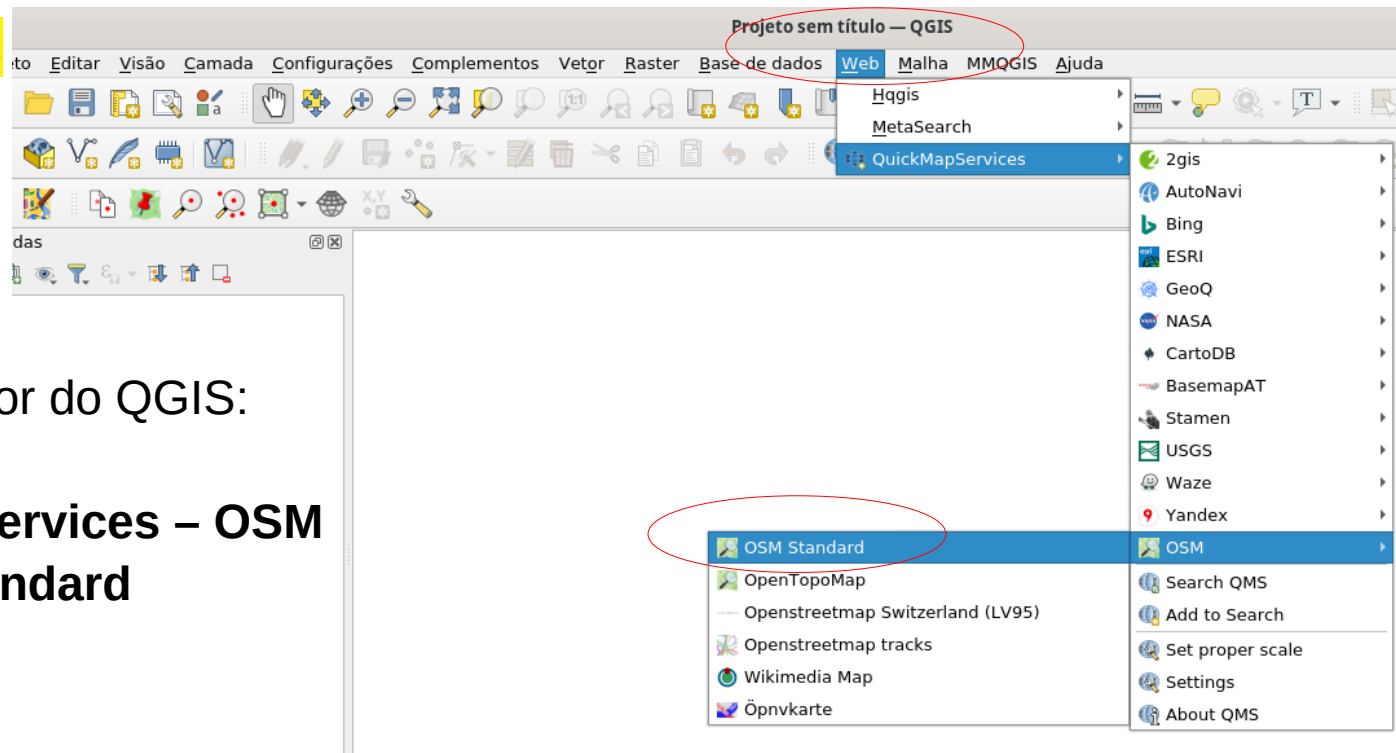 Projeto sem título — QGIS
to Editar Visão Camada Configurações Complementos Vetor Raster Base de dados Web Malha MMQGIS Ajuda
Hqgis
MetaSearch
QuickMapServices
2gis
AutoNavi
Bing
ESRI
GeoQ
NASA
CartoDB
BasemapAT
Stamen
USGS
Waze
Yandex
OSM
Search QMS
Add to Search
Set proper scale
Settings
About QMS
OSM Standard
OpenTopoMap
Openstreetmap Switzerland (LV95)
Openstreetmap tracks
Wikimedia Map
Öpnvkarte
das
or do QGIS:
ervices – OSM
ndard